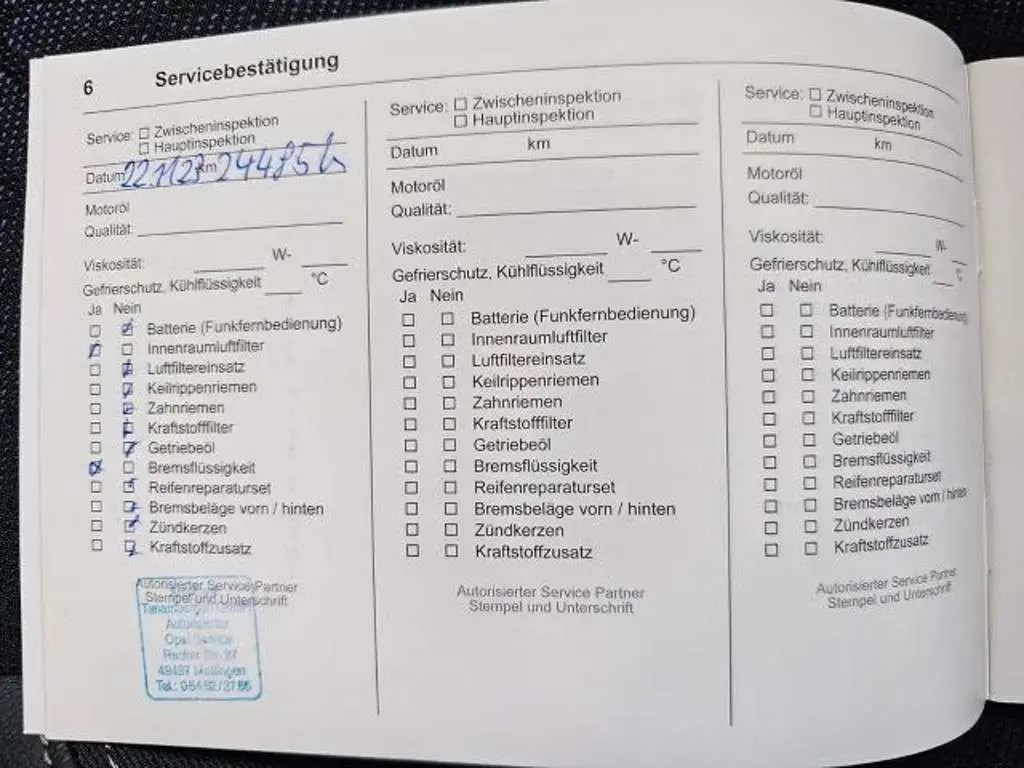 6 Servicebestätigung
Service: ☐ Zwischeninspektion
☐ Hauptinspektion
Datum km
Motoröl
Qualität:
Viskosität: W-
Gefrierschutz, Kühlflüssigkeit °C
Ja Nein
Batterie (Funkfernbedienung)
Innenraumluftfilter
Luftfiltereinsatz
Keilrippenriemen
Zahnriemen
Kraftstofffilter
Getriebeöl
Bremsflüssigkeit
Reifenreparaturset
Bremsbeläge vorn / hinten
Zündkerzen
Kraftstoffzusatz
Autorisierter Service Partner
Stempel und Unterschrift
Autorisierter
Opel Service
49497 Mettingen
Tel.: 05452/3766
Service: ☐ Zwischeninspektion
☐ Hauptinspektion
Datum km
Motoröl
Qualität:
Viskosität: W-
Gefrierschutz, Kühlflüssigkeit °C
Ja Nein
Batterie (Funkfernbedienung)
Innenraumluftfilter
Luftfiltereinsatz
Keilrippenriemen
Zahnriemen
Kraftstofffilter
Getriebeöl
Bremsflüssigkeit
Reifenreparaturset
Bremsbeläge vorn / hinten
Zündkerzen
Kraftstoffzusatz
Autorisierter Service Partner
Stempel und Unterschrift
Service: ☐ Zwischeninspektion
☐ Hauptinspektion
Datum km
Motoröl
Qualität:
Viskosität: W-
Gefrierschutz, Kühlflüssigkeit °C
Ja Nein
Batterie (Funkfernbedienung)
Innenraumluftfilter
Luftfiltereinsatz
Keilrippenriemen
Zahnriemen
Kraftstofffilter
Getriebeöl
Bremsflüssigkeit
Reifenreparaturset
Bremsbeläge vorn / hinten
Zündkerzen
Kraftstoffzusatz
Autorisierter Service Partner
Stempel und Unterschrift